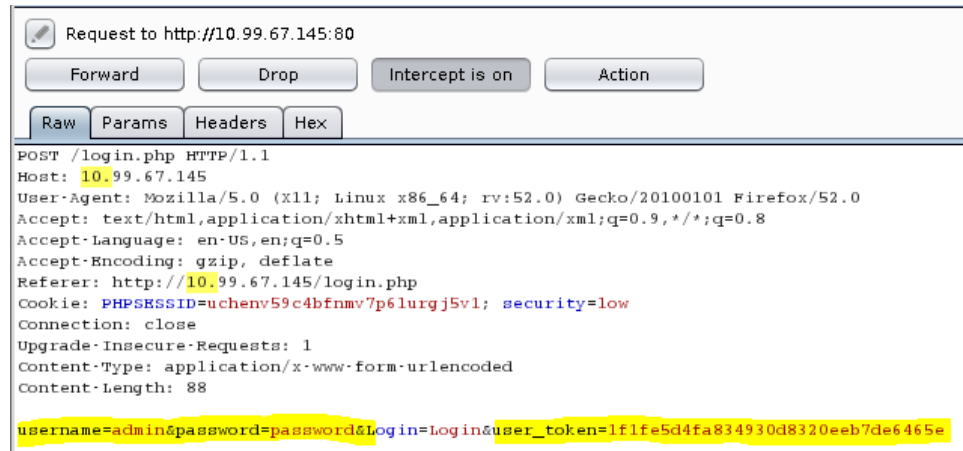 Request to http://10.99.67.145:80
Forward Drop Intercept is on Action
Raw Params Headers Hex
POST /login.php HTTP/1.1
Host: 10.99.67.145
User-Agent: Mozilla/5.0 (X11; Linux x86_64; rv:52.0) Gecko/20100101 Firefox/52.0
Accept: text/html,application/xhtml+xml,application/xml;q=0.9,*/*;q=0.8
Accept-Language: en-US,en;q=0.5
Accept-Encoding: gzip, deflate
Referer: http://10.99.67.145/login.php
Cookie: PHPSESSID=uchenv59c4bfnmv7p6lurgj5v1; security=low
Connection: close
Upgrade-Insecure-Requests: 1
Content-Type: application/x-www-form-urlencoded
Content-Length: 88
username=admin&password=password&Login=Login&user_token=1f1fe5d4fa834930d8320eeb7de6465e